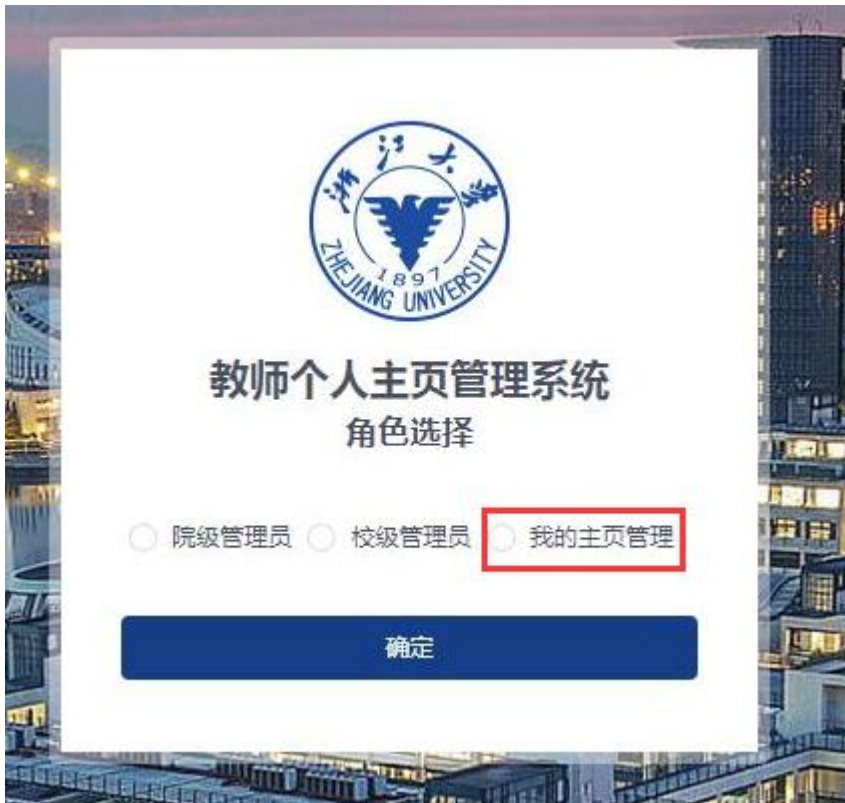 浙江大学
ZHEJIANG UNIVERSITY
1897
教师个人主页管理系统
角色选择
院级管理员 校级管理员 我的主页管理
确定